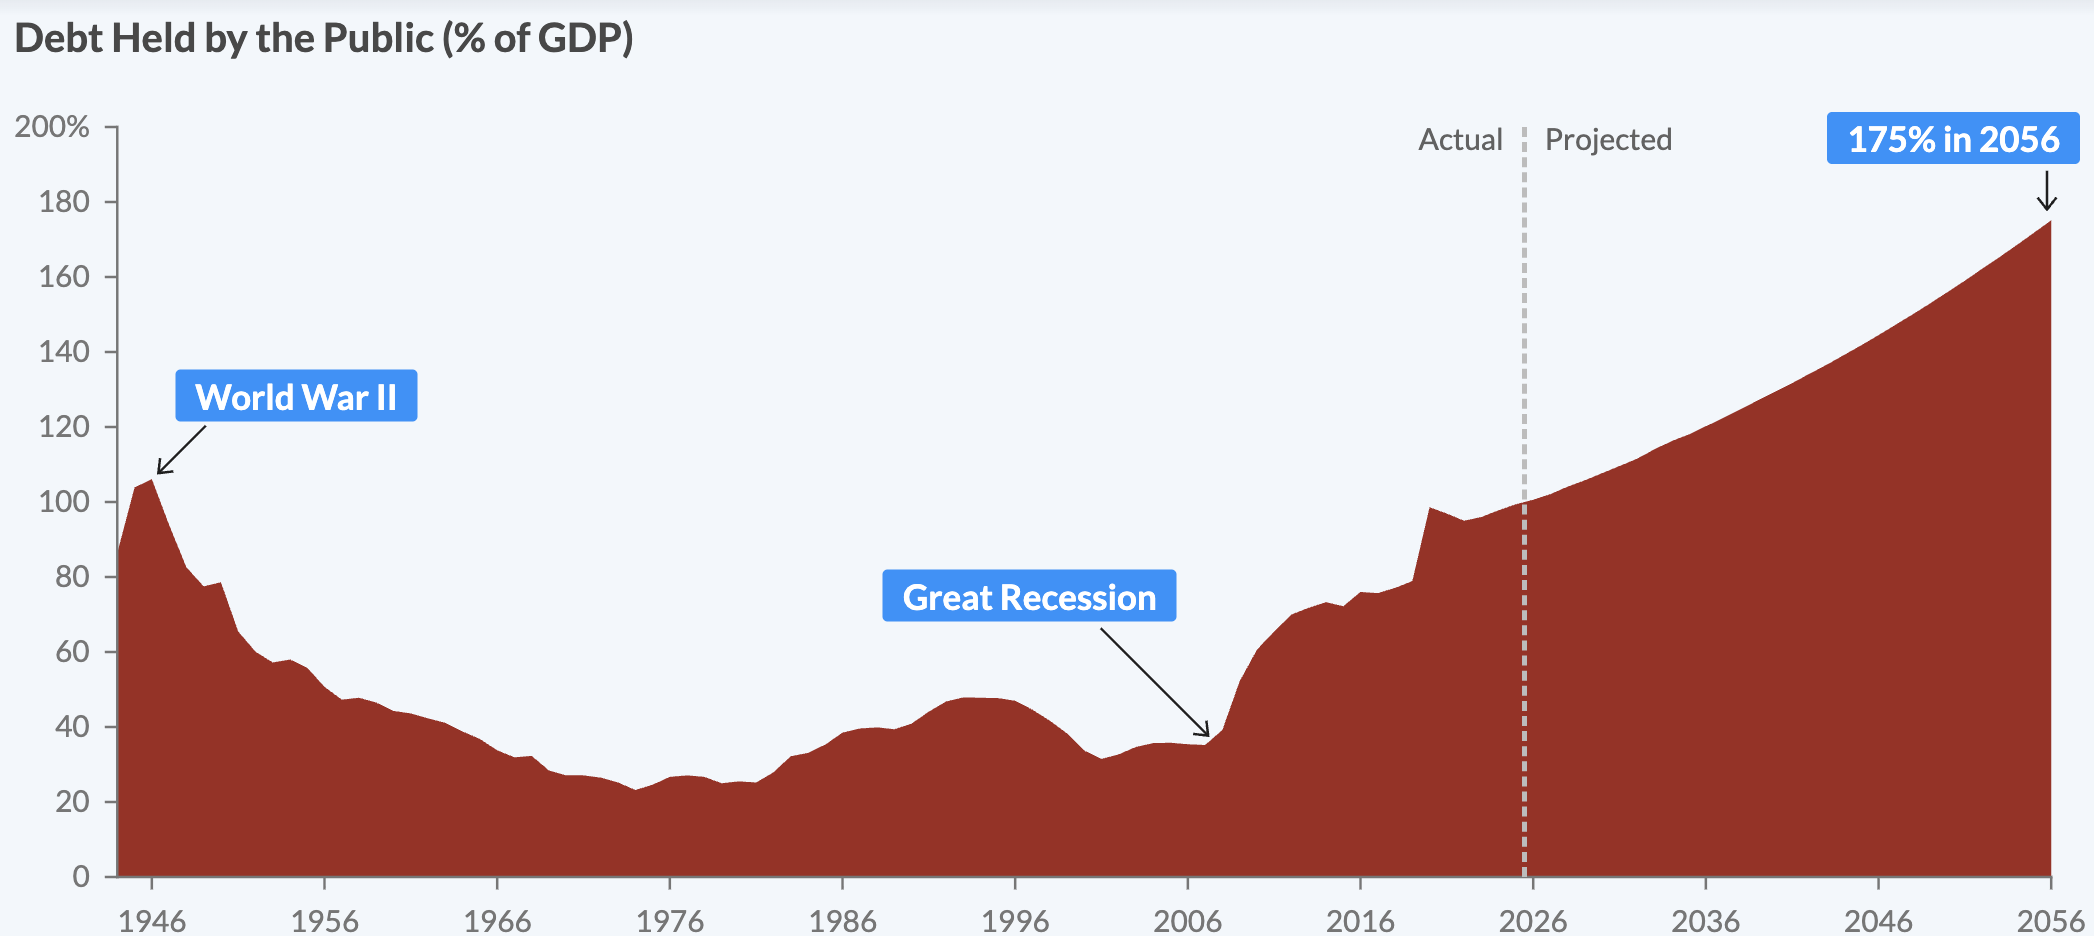 Debt Held by the Public (% of GDP)
200%
Actual
Projected
175% in 2056
180
160
140
World War II
120
100
80
Great Recession
60
40
20
0
1946 1956 1966 1976 1986 1996 2006 2016 2026 2036 2046 2056